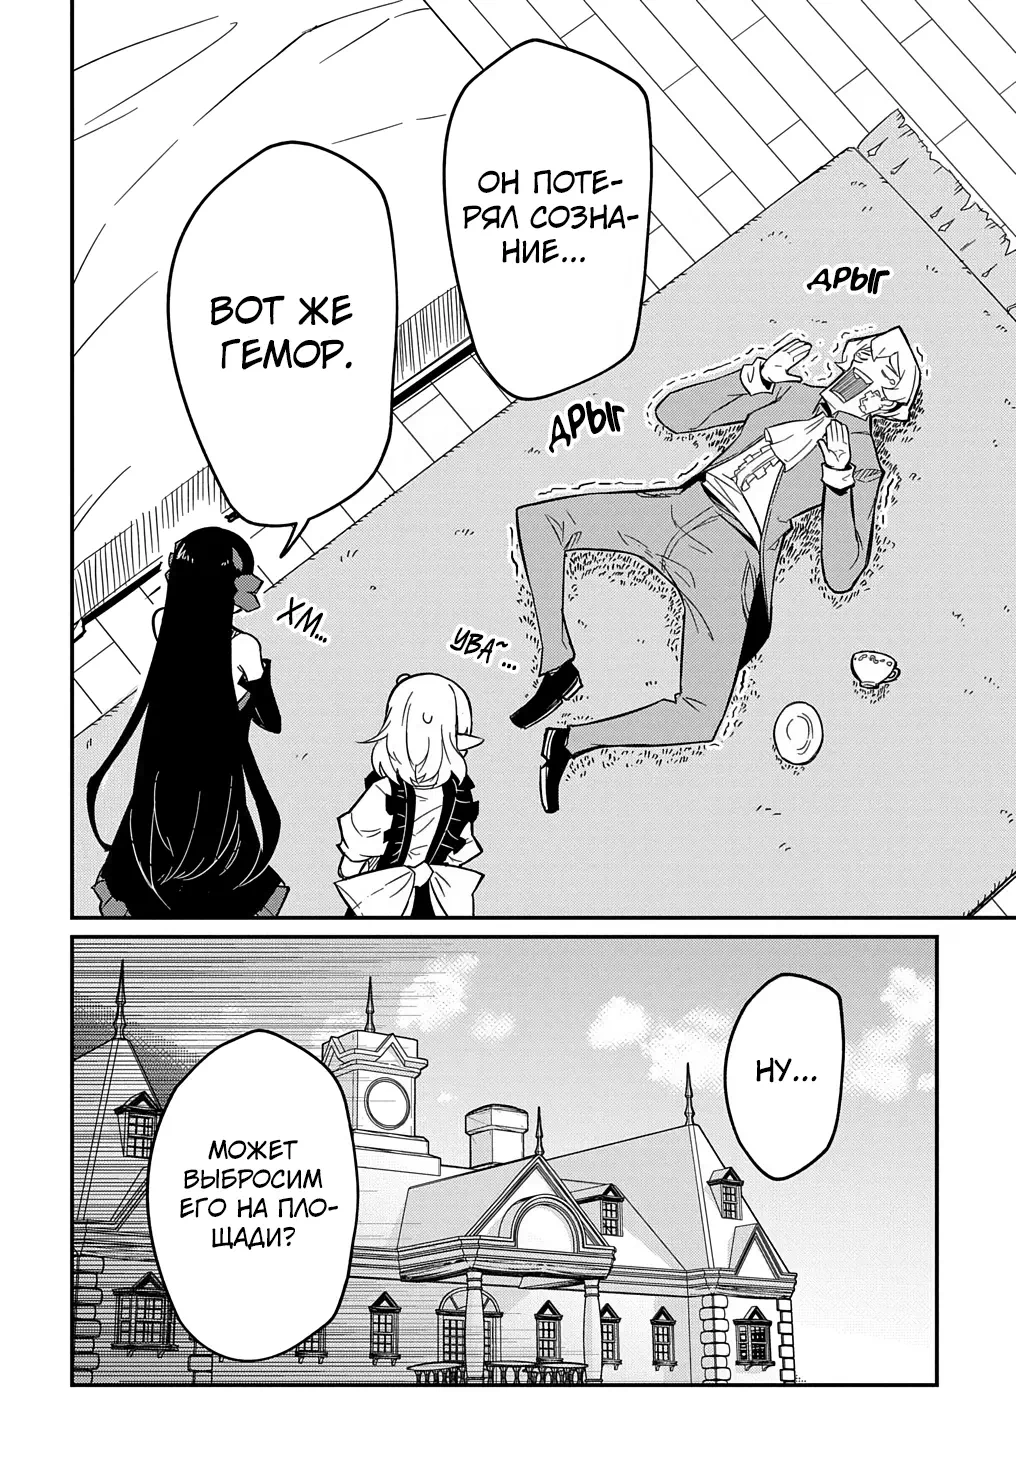 ОН ПОТЕ-
РЯЛ СОЗНА-
НИЕ...
ДРЫГ
ВОТ ЖЕ
ГЕМОР.
ДРЫГ
ХМ...
УВА~...
НУ...
МОЖЕТ
ВЫБРОСИМ
ЕГО НА ПЛО-
ЩАДИ?